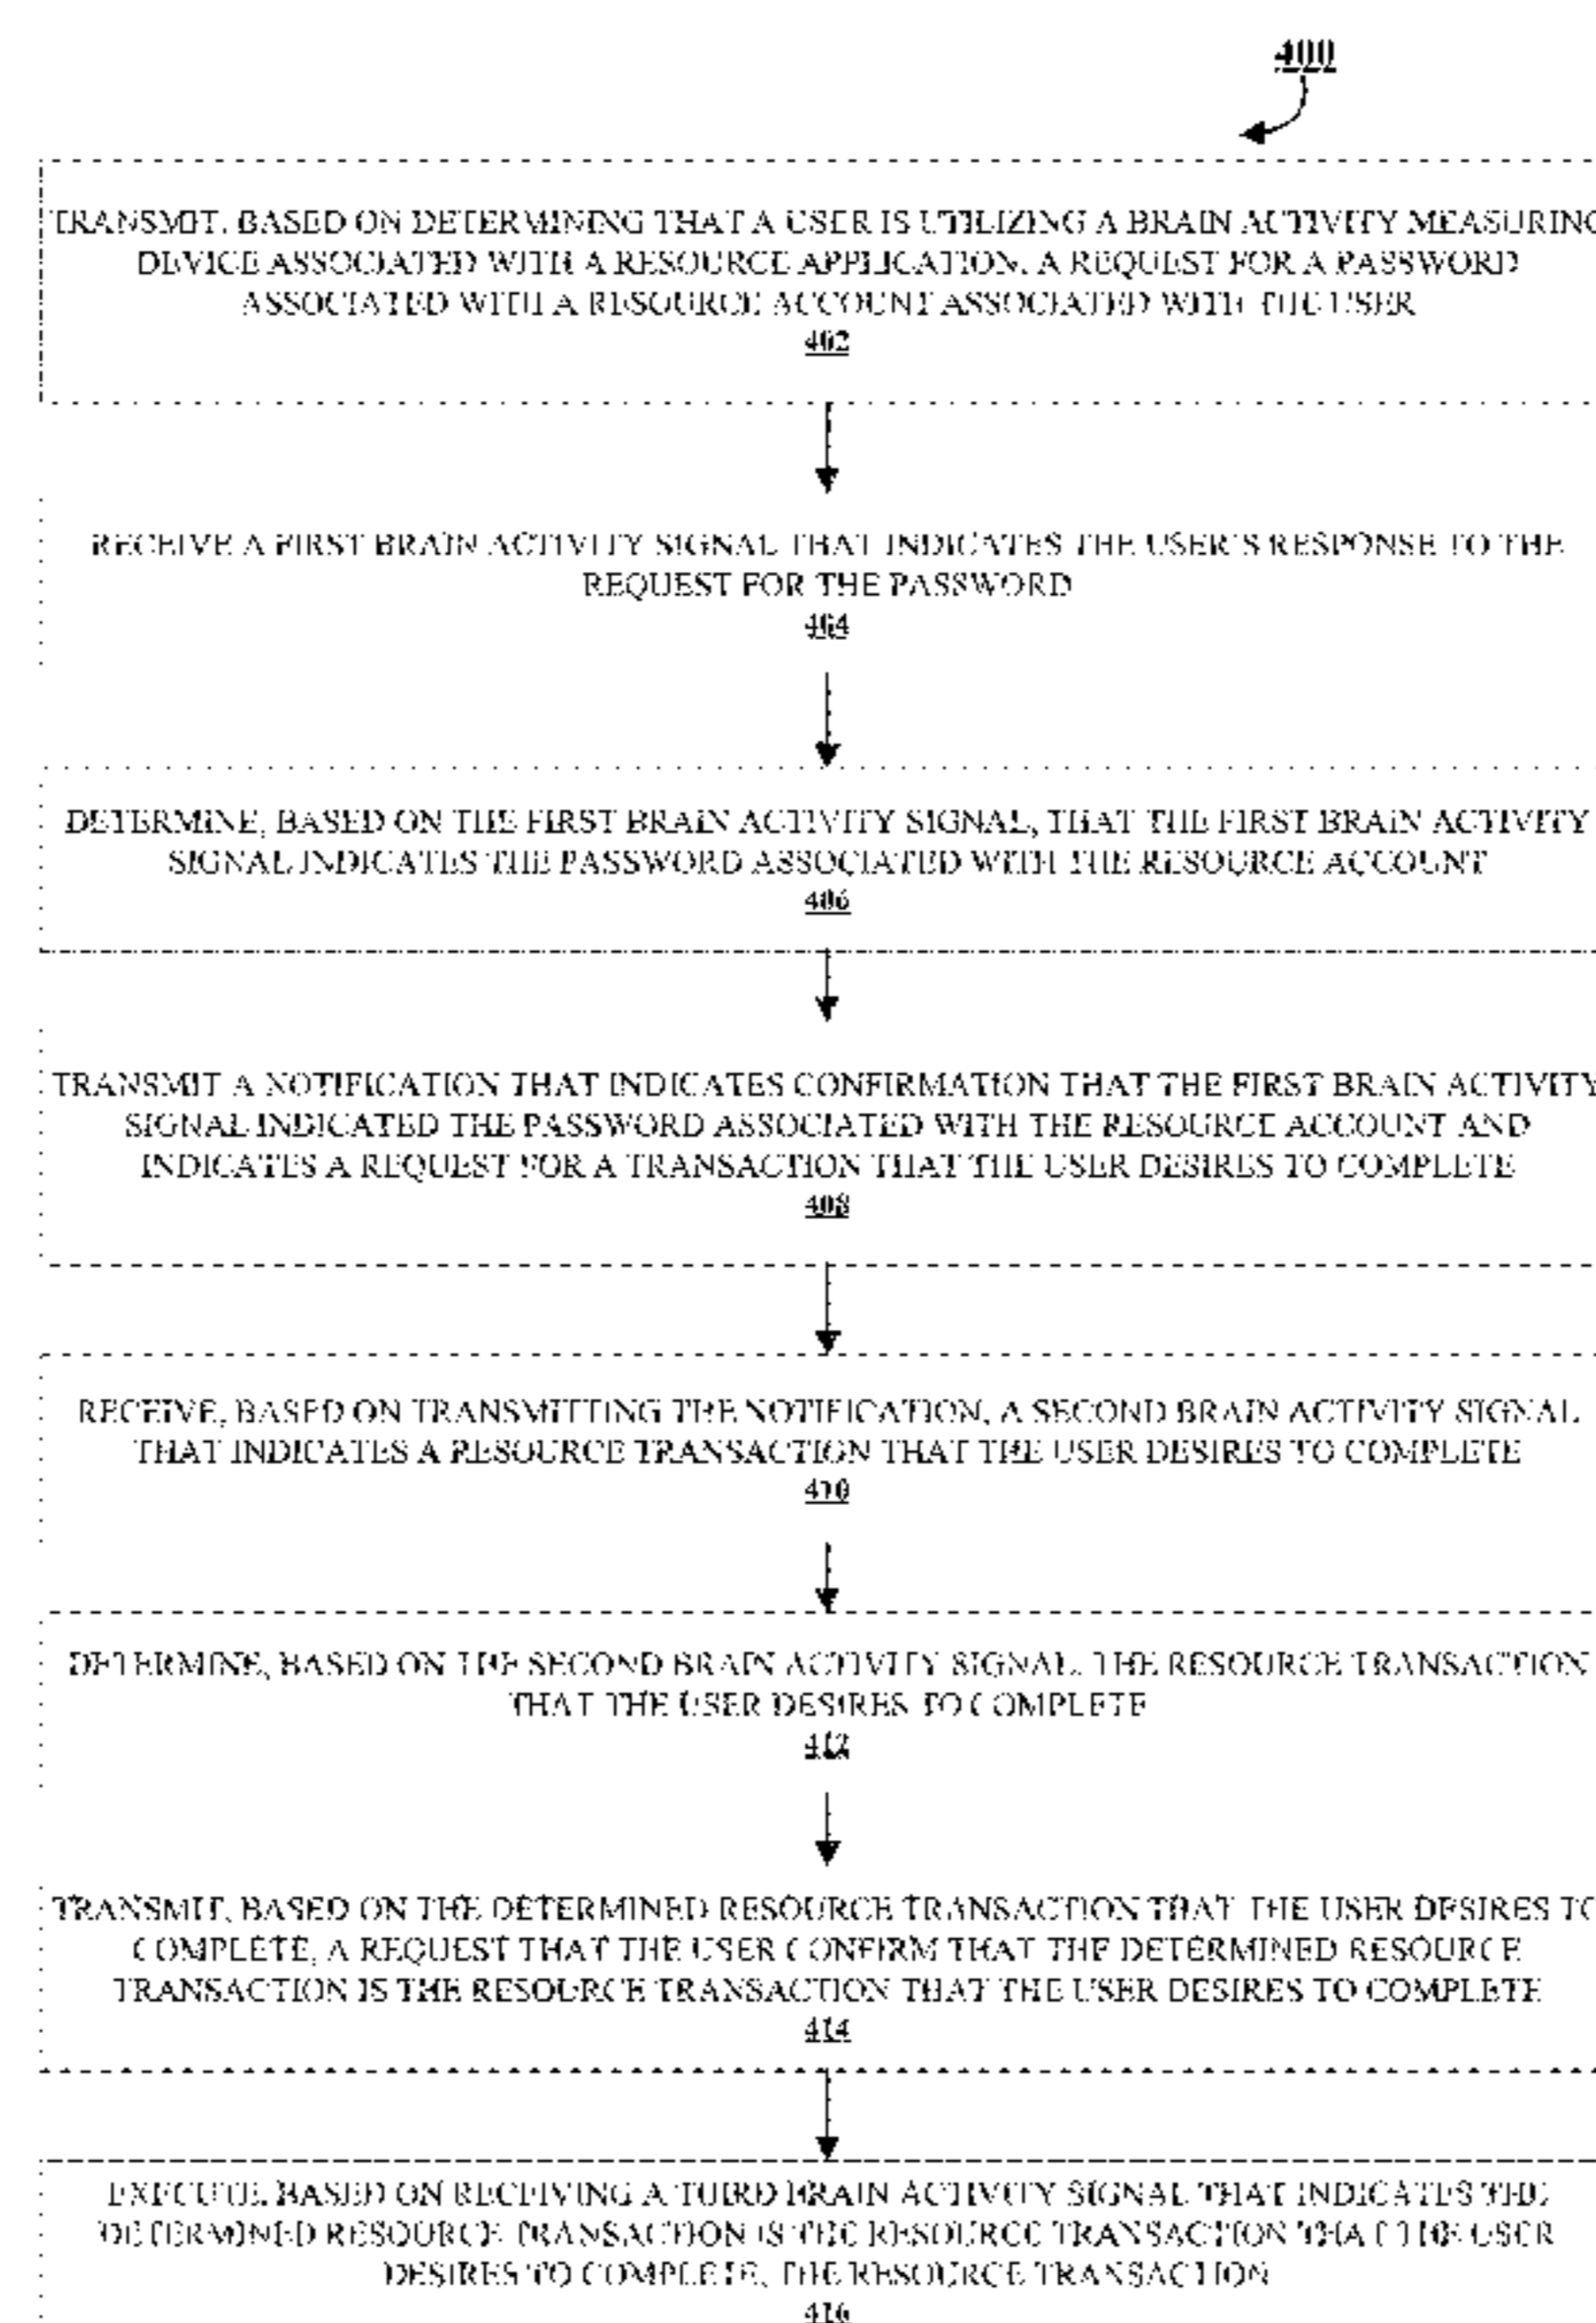 400
TRANSMIT, BASED ON DETERMINING THAT A USER IS UTILIZING A BRAIN ACTIVITY MEASURING
DEVICE ASSOCIATED WITH A RESOURCE APPLICATION, A REQUEST FOR A PASSWORD
ASSOCIATED WITH A RESOURCE ACCOUNT ASSOCIATED WITH THE USER
402
RECEIVE A FIRST BRAIN ACTIVITY SIGNAL THAT INDICATES THE USER'S RESPONSE TO THE
REQUEST FOR THE PASSWORD
404
DETERMINE, BASED ON THE FIRST BRAIN ACTIVITY SIGNAL, THAT THE FIRST BRAIN ACTIVITY
SIGNAL INDICATES THE PASSWORD ASSOCIATED WITH THE RESOURCE ACCOUNT
406
TRANSMIT A NOTIFICATION THAT INDICATES CONFIRMATION THAT THE FIRST BRAIN ACTIVITY
SIGNAL INDICATED THE PASSWORD ASSOCIATED WITH THE RESOURCE ACCOUNT AND
INDICATES A REQUEST FOR A TRANSACTION THAT THE USER DESIRES TO COMPLETE
408
RECEIVE, BASED ON TRANSMITTING THE NOTIFICATION, A SECOND BRAIN ACTIVITY SIGNAL
THAT INDICATES A RESOURCE TRANSACTION THAT THE USER DESIRES TO COMPLETE
410
DETERMINE, BASED ON THE SECOND BRAIN ACTIVITY SIGNAL, THE RESOURCE TRANSACTION
THAT THE USER DESIRES TO COMPLETE
412
TRANSMIT, BASED ON THE DETERMINED RESOURCE TRANSACTION THAT THE USER DESIRES TO
COMPLETE, A REQUEST THAT THE USER CONFIRM THAT THE DETERMINED RESOURCE
TRANSACTION IS THE RESOURCE TRANSACTION THAT THE USER DESIRES TO COMPLETE
414
EXECUTE, BASED ON RECEIVING A THIRD BRAIN ACTIVITY SIGNAL THAT INDICATES THE
DETERMINED RESOURCE TRANSACTION IS THE RESOURCE TRANSACTION THAT THE USER
DESIRES TO COMPLETE, THE RESOURCE TRANSACTION
416